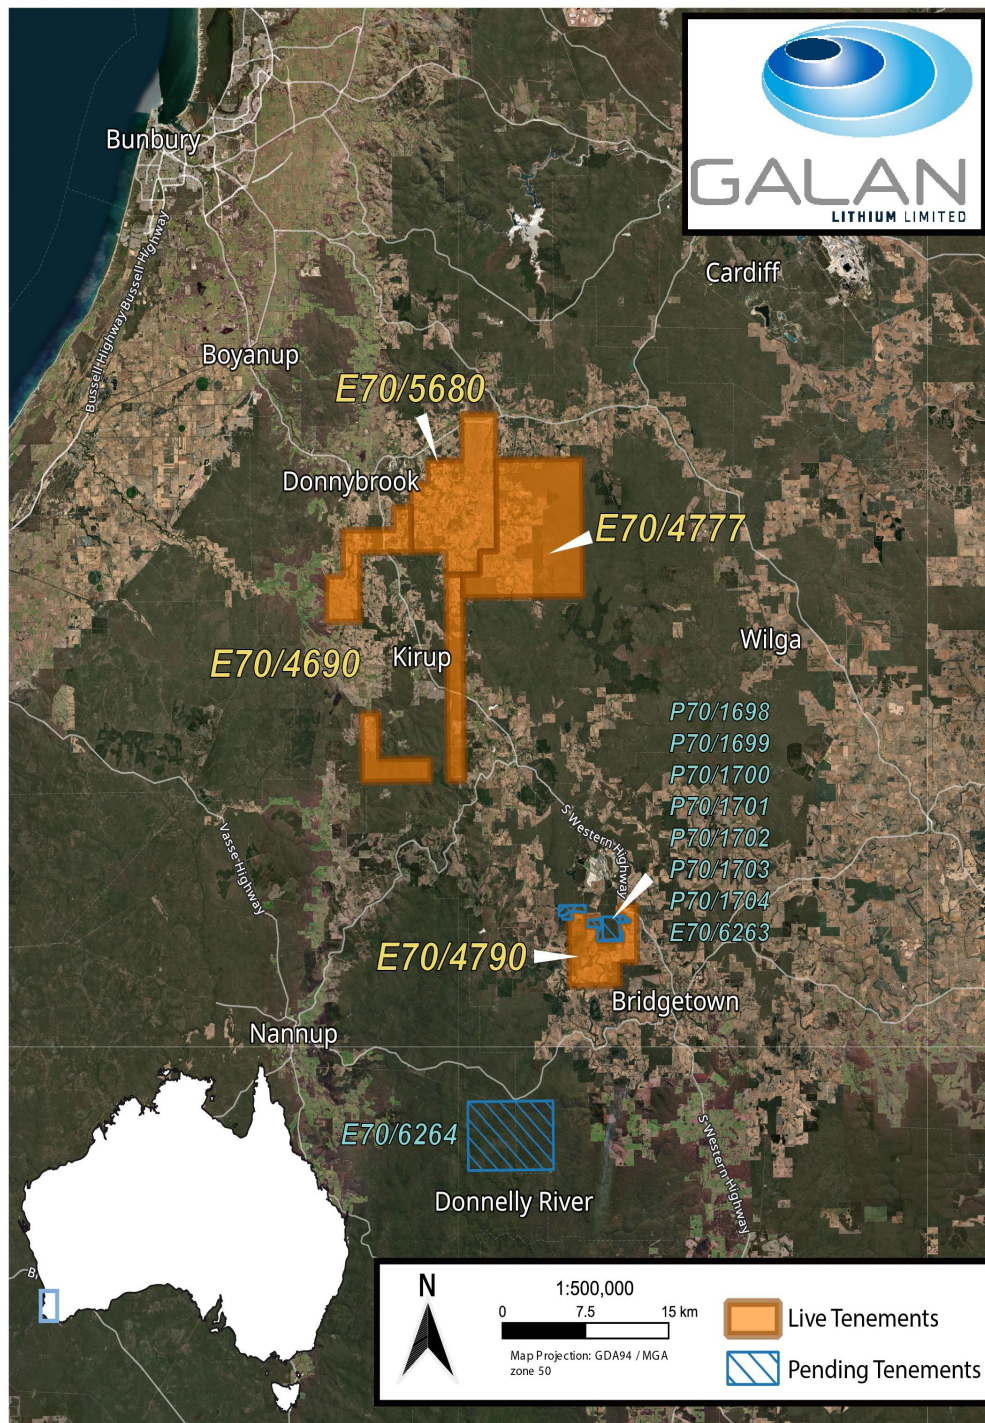 GALAN
LITHIUM LIMITED
Bunbury
Bussell Highway
Bussell Highway
Cardiff
Boyanup
E70/5680
Donnybrook
E70/4777
Wilga
E70/4690
Kirup
P70/1698
P70/1699
P70/1700
P70/1701
P70/1702
P70/1703
P70/1704
E70/6263
S Western Highway
Vasse Highway
E70/4790
Bridgetown
Nannup
E70/6264
S Western Highway
Donnelly River
N
1:500,000
0 7.5 15 km
Map Projection: GDA94 / MGA
zone 50
Live Tenements
Pending Tenements